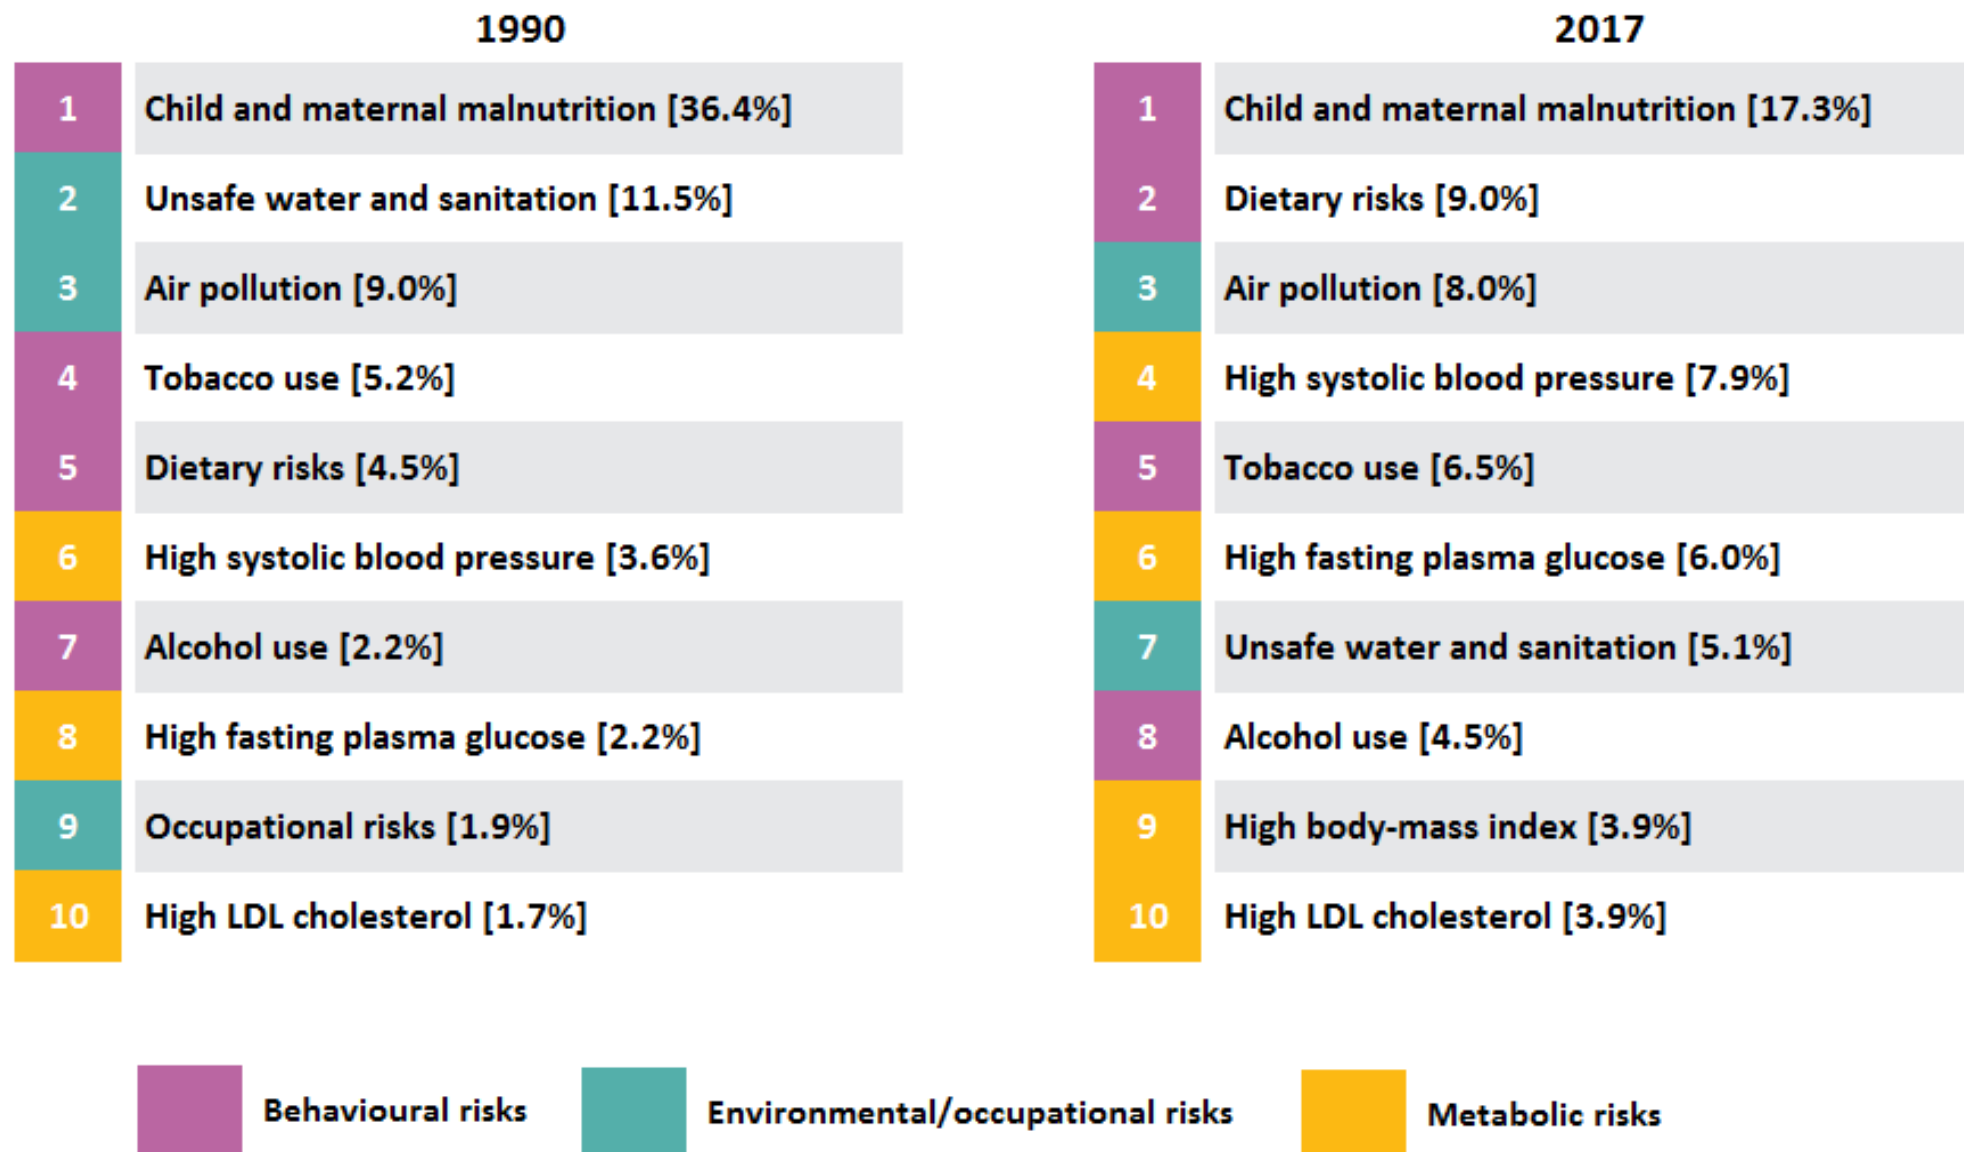 1990
1 Child and maternal malnutrition [36.4%]
2 Unsafe water and sanitation [11.5%]
3 Air pollution [9.0%]
4 Tobacco use [5.2%]
5 Dietary risks [4.5%]
6 High systolic blood pressure [3.6%]
7 Alcohol use [2.2%]
8 High fasting plasma glucose [2.2%]
9 Occupational risks [1.9%]
10 High LDL cholesterol [1.7%]
2017
1 Child and maternal malnutrition [17.3%]
2 Dietary risks [9.0%]
3 Air pollution [8.0%]
4 High systolic blood pressure [7.9%]
5 Tobacco use [6.5%]
6 High fasting plasma glucose [6.0%]
7 Unsafe water and sanitation [5.1%]
8 Alcohol use [4.5%]
9 High body-mass index [3.9%]
10 High LDL cholesterol [3.9%]
Behavioural risks
Environmental/occupational risks
Metabolic risks